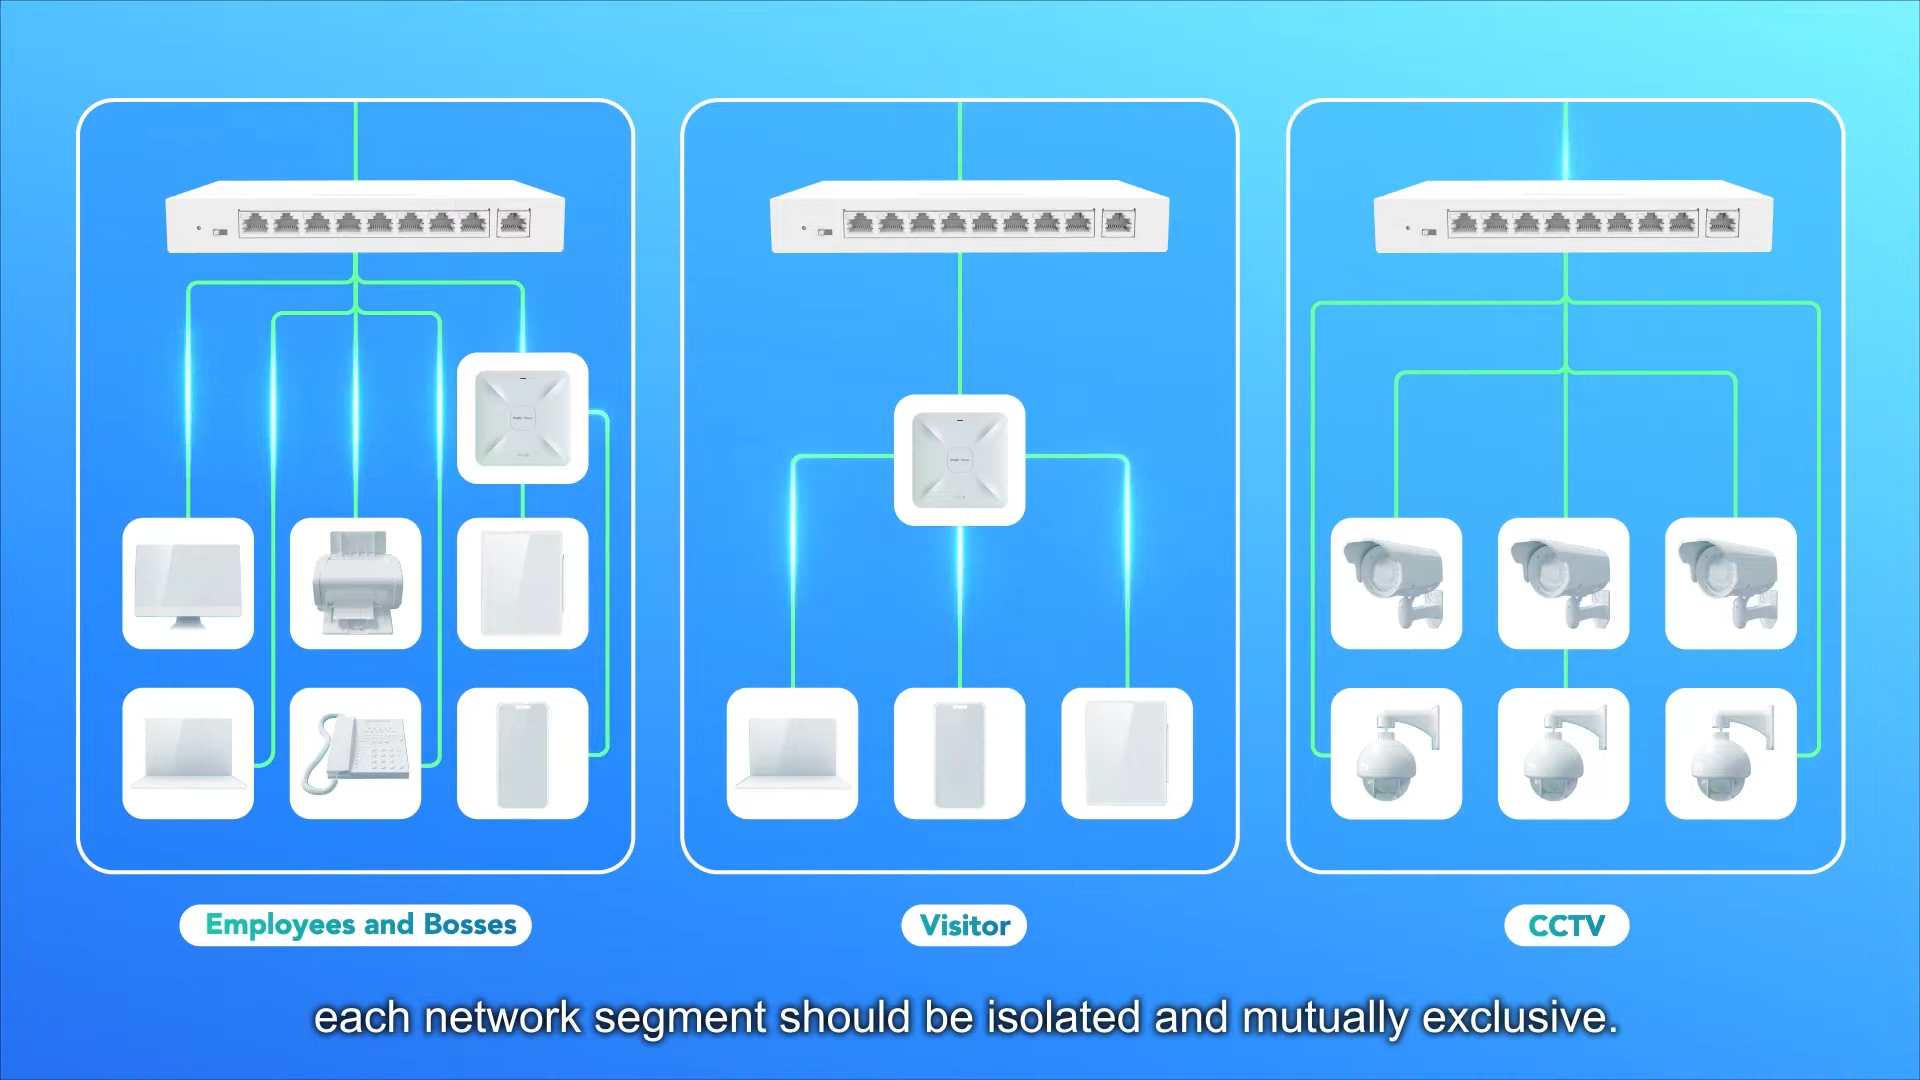 Employees and Bosses
Visitor
CCTV
each network segment should be isolated and mutually exclusive.